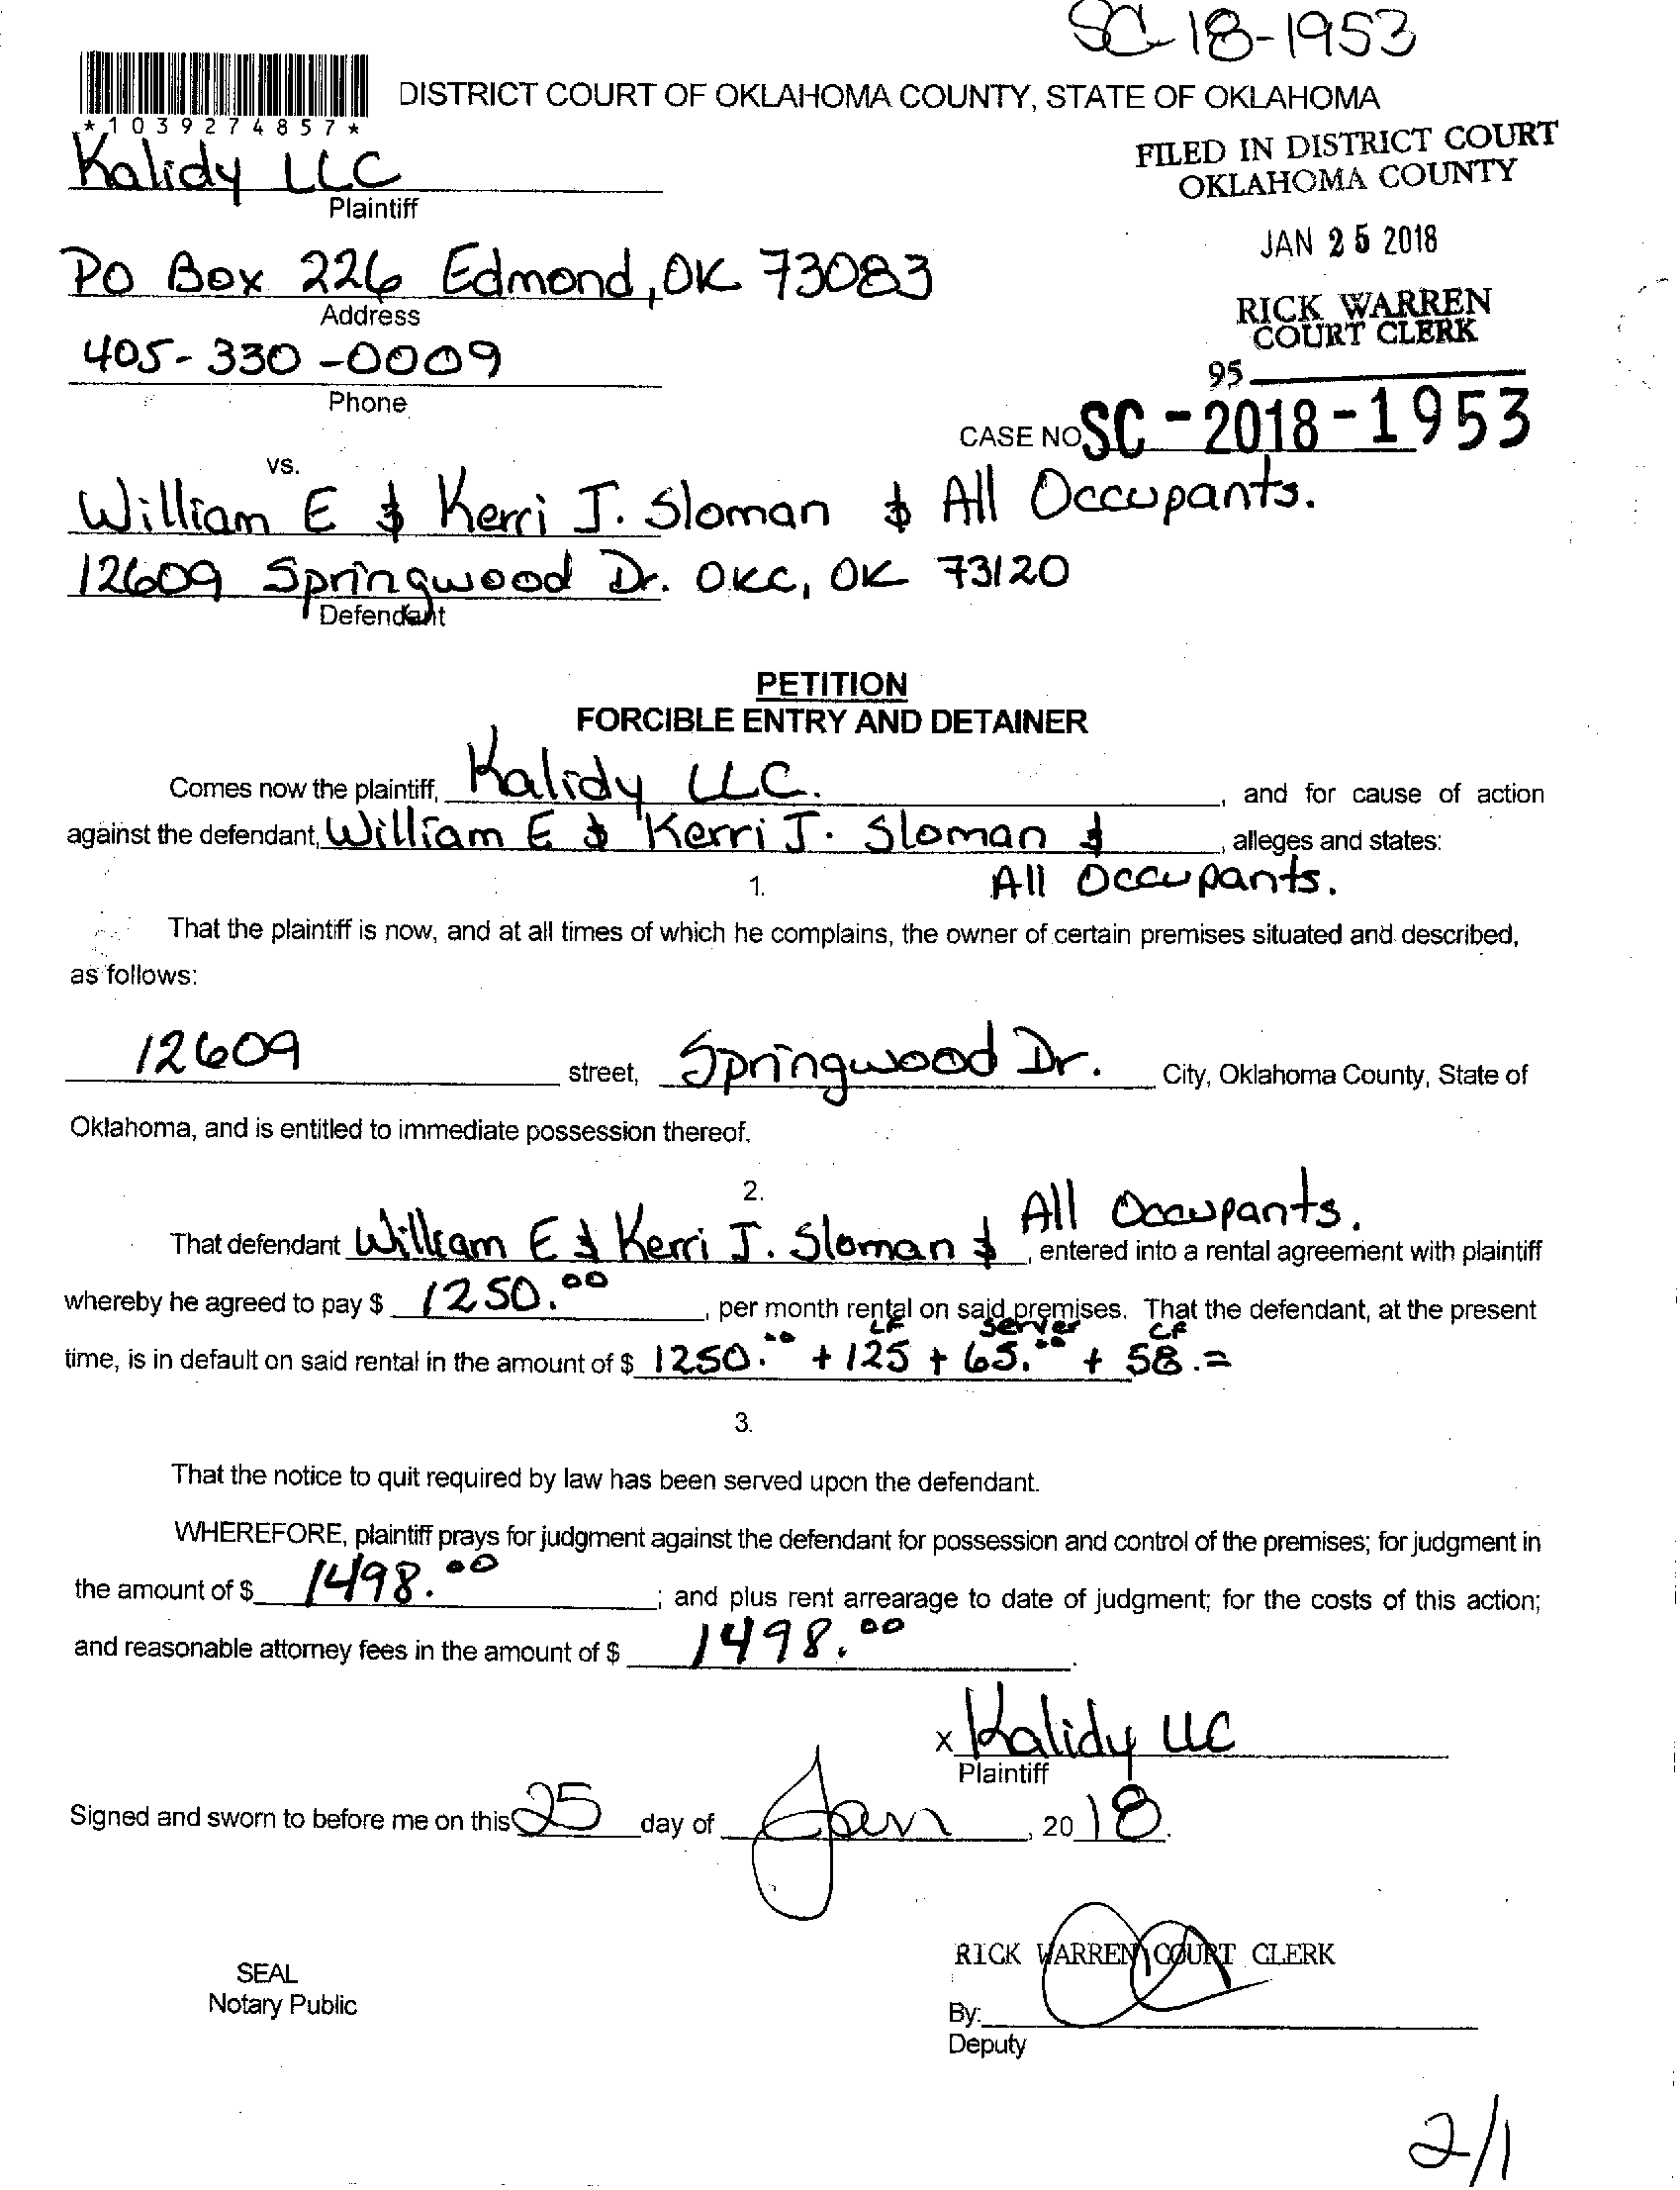 SC-18-1953
DISTRICT COURT OF OKLAHOMA COUNTY, STATE OF OKLAHOMA
*1039274857*
FILED IN DISTRICT COURT
OKLAHOMA COUNTY
Kalidy LLC
Plaintiff
JAN 25 2018
PO Box 226 Edmond, OK 73083
Address
RICK WARREN
COURT CLERK
405-330-0009
Phone
95
CASE NO SC-2018-1953
vs.
William E & Kerri J. Sloman & All Occupants.
12609 Springwood Dr. OKC, OK 73120
Defendant
PETITION
FORCIBLE ENTRY AND DETAINER
Comes now the plaintiff, Kalidy LLC. , and for cause of action
against the defendant, William E & Kerri J. Sloman & , alleges and states:
All Occupants.
1.
That the plaintiff is now, and at all times of which he complains, the owner of certain premises situated and described,
as follows:
12609 street, Springwood Dr. City, Oklahoma County, State of
Oklahoma, and is entitled to immediate possession thereof.
2.
All Occupants.
That defendant William E & Kerri J. Sloman & , entered into a rental agreement with plaintiff
whereby he agreed to pay $ 1250.00 , per month rental on said premises. That the defendant, at the present
LF server CF
time, is in default on said rental in the amount of $ 1250.00 + 125 + 65.00 + 58.=
3.
That the notice to quit required by law has been served upon the defendant.
WHEREFORE, plaintiff prays for judgment against the defendant for possession and control of the premises; for judgment in
the amount of $ 1498.00 ; and plus rent arrearage to date of judgment; for the costs of this action;
and reasonable attorney fees in the amount of $ 1498.00 .
x Kalidy LLC
Plaintiff
Signed and sworn to before me on this 25 day of Jan , 2018.
RICK WARREN COURT CLERK
SEAL
Notary Public
By:
Deputy
2/1